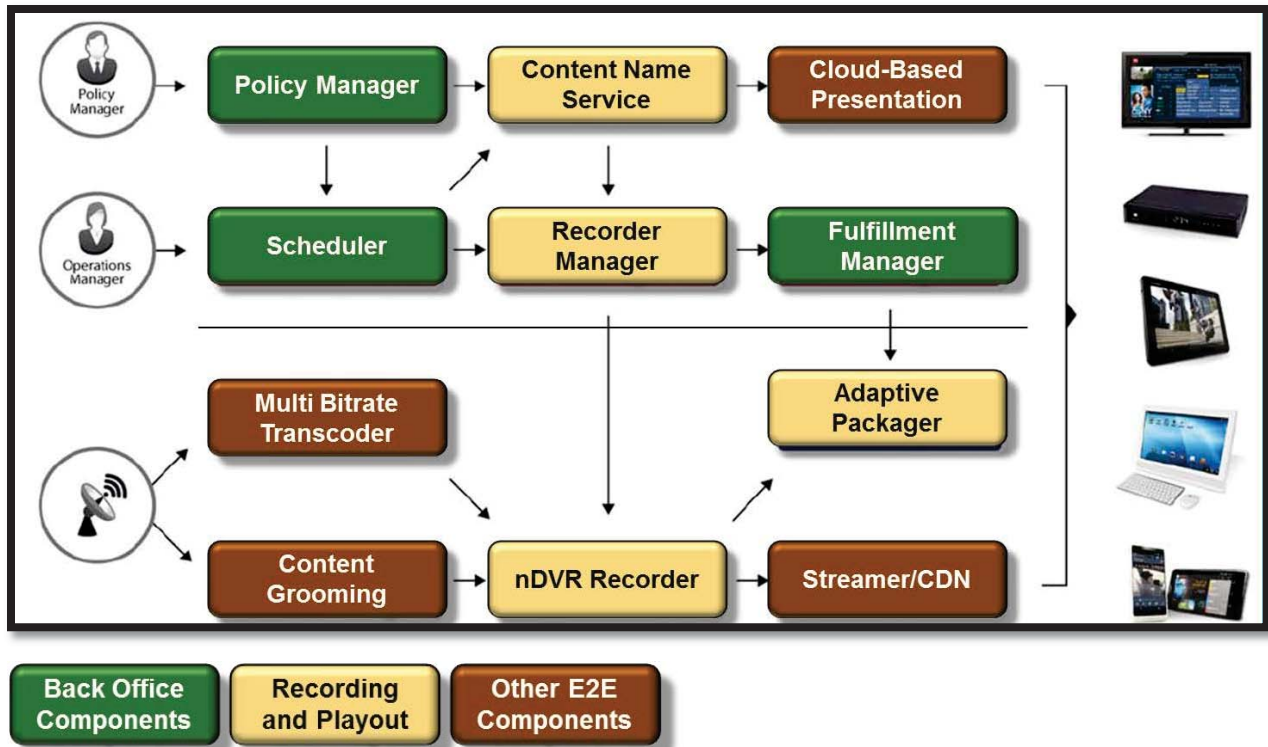 Policy
Manager
Policy Manager
Content Name
Service
Cloud-Based
Presentation
Operations
Manager
Scheduler
Recorder
Manager
Fulfillment
Manager
Multi Bitrate
Transcoder
Adaptive
Packager
Content
Grooming
nDVR Recorder
Streamer/CDN
Back Office
Components
Recording
and Playout
Other E2E
Components